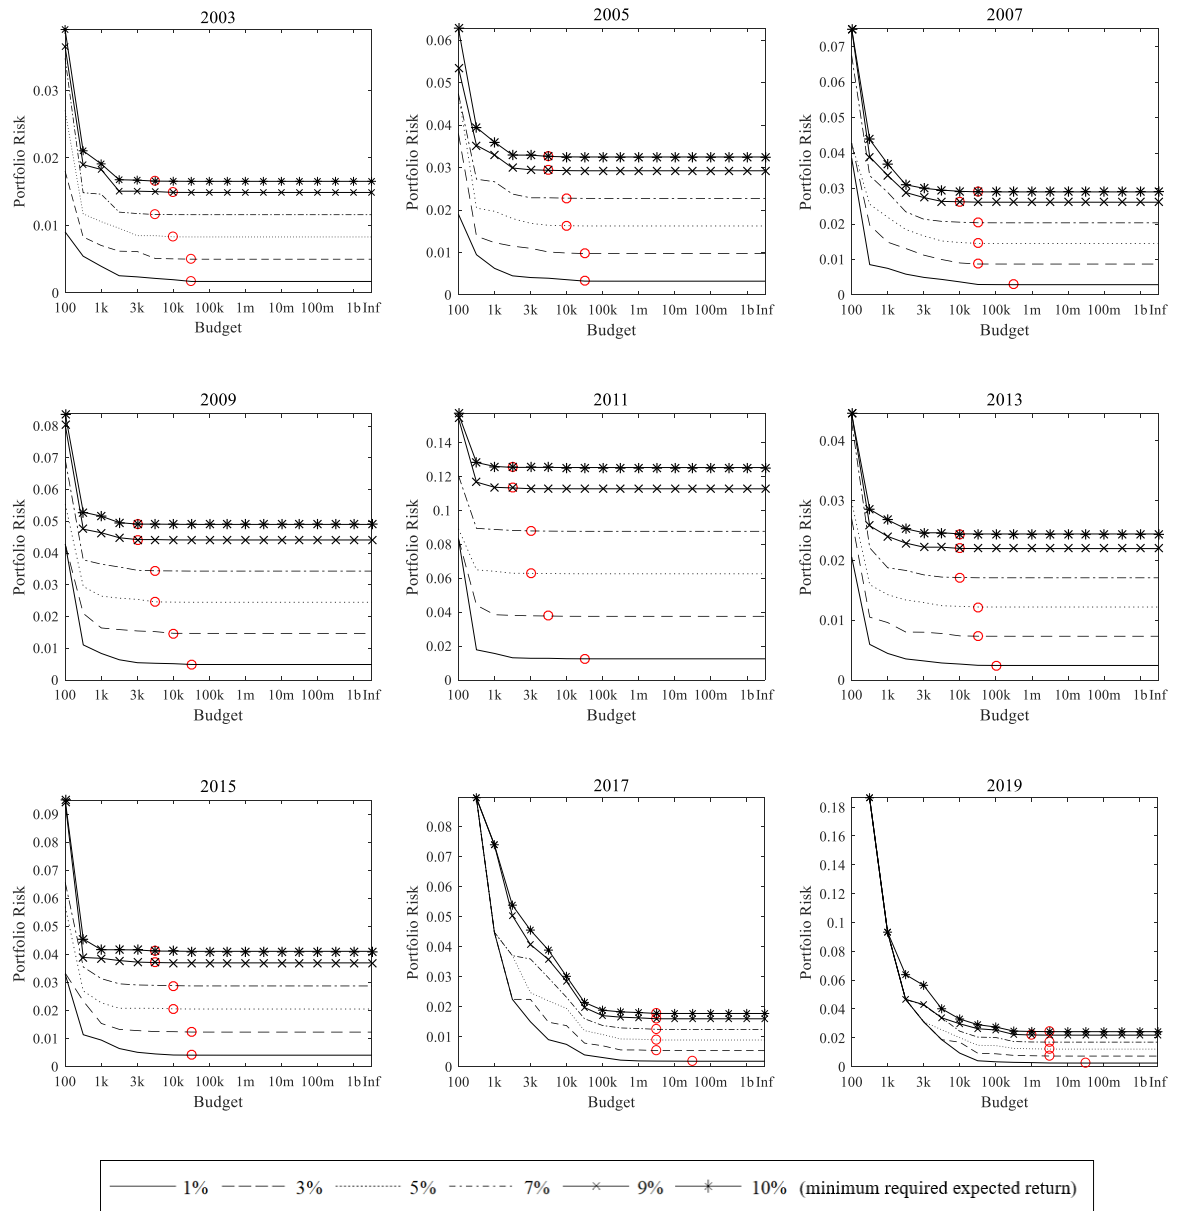 2003
Portfolio Risk
0.03
0.02
0.01
0
100 1k 3k 10k 100k 1m 10m 100m 1b Inf
Budget
2005
Portfolio Risk
0.06
0.05
0.04
0.03
0.02
0.01
0
100 1k 3k 10k 100k 1m 10m 100m 1b Inf
Budget
2007
Portfolio Risk
0.07
0.06
0.05
0.04
0.03
0.02
0.01
0
100 1k 3k 10k 100k 1m 10m 100m 1b Inf
Budget
2009
Portfolio Risk
0.08
0.07
0.06
0.05
0.04
0.03
0.02
0.01
0
100 1k 3k 10k 100k 1m 10m 100m 1b Inf
Budget
2011
Portfolio Risk
0.14
0.12
0.1
0.08
0.06
0.04
0.02
0
100 1k 3k 10k 100k 1m 10m 100m 1b Inf
Budget
2013
Portfolio Risk
0.04
0.03
0.02
0.01
0
100 1k 3k 10k 100k 1m 10m 100m 1b Inf
Budget
2015
Portfolio Risk
0.09
0.08
0.07
0.06
0.05
0.04
0.03
0.02
0.01
0
100 1k 3k 10k 100k 1m 10m 100m 1b Inf
Budget
2017
Portfolio Risk
0.08
0.07
0.06
0.05
0.04
0.03
0.02
0.01
0
100 1k 3k 10k 100k 1m 10m 100m 1b Inf
Budget
2019
Portfolio Risk
0.18
0.16
0.14
0.12
0.1
0.08
0.06
0.04
0.02
0
100 1k 3k 10k 100k 1m 10m 100m 1b Inf
Budget
1% 3% 5% 7% 9% 10% (minimum required expected return)